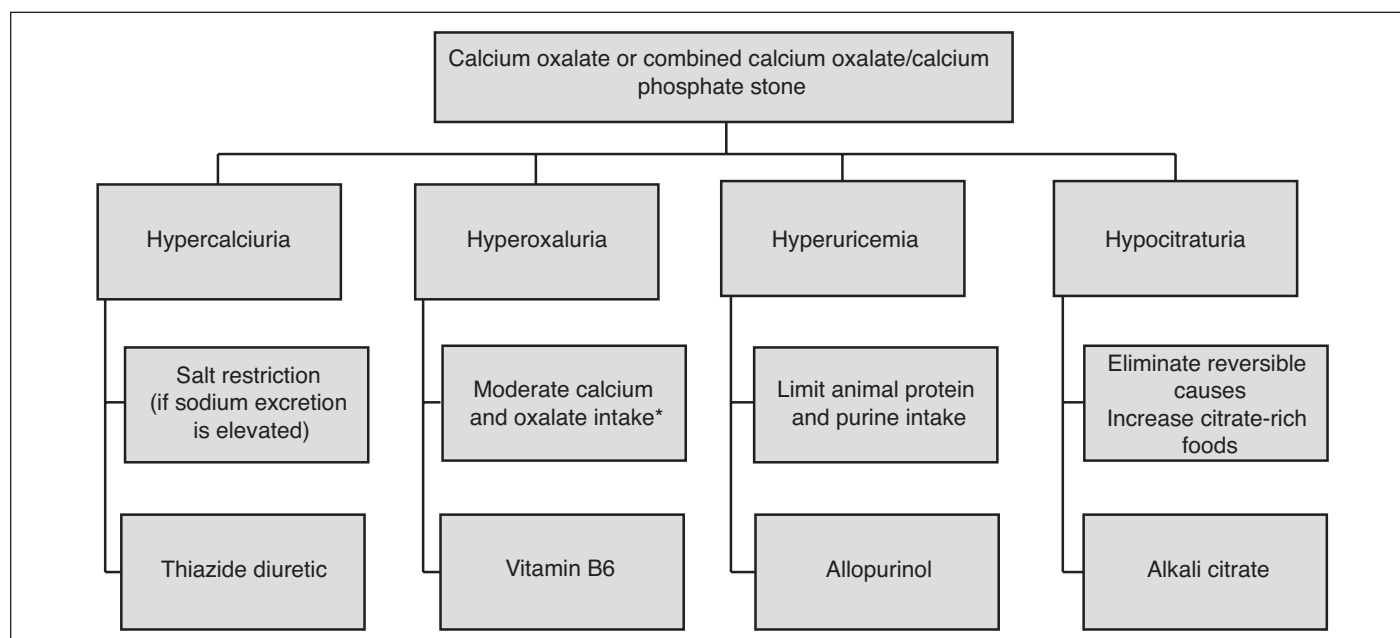 Calcium oxalate or combined calcium oxalate/calcium
phosphate stone
Hypercalciuria
Hyperoxaluria
Hyperuricemia
Hypocitraturia
Salt restriction
(if sodium excretion
is elevated)
Moderate calcium
and oxalate intake*
Limit animal protein
and purine intake
Eliminate reversible
causes
Increase citrate-rich
foods
Thiazide diuretic
Vitamin B6
Allopurinol
Alkali citrate